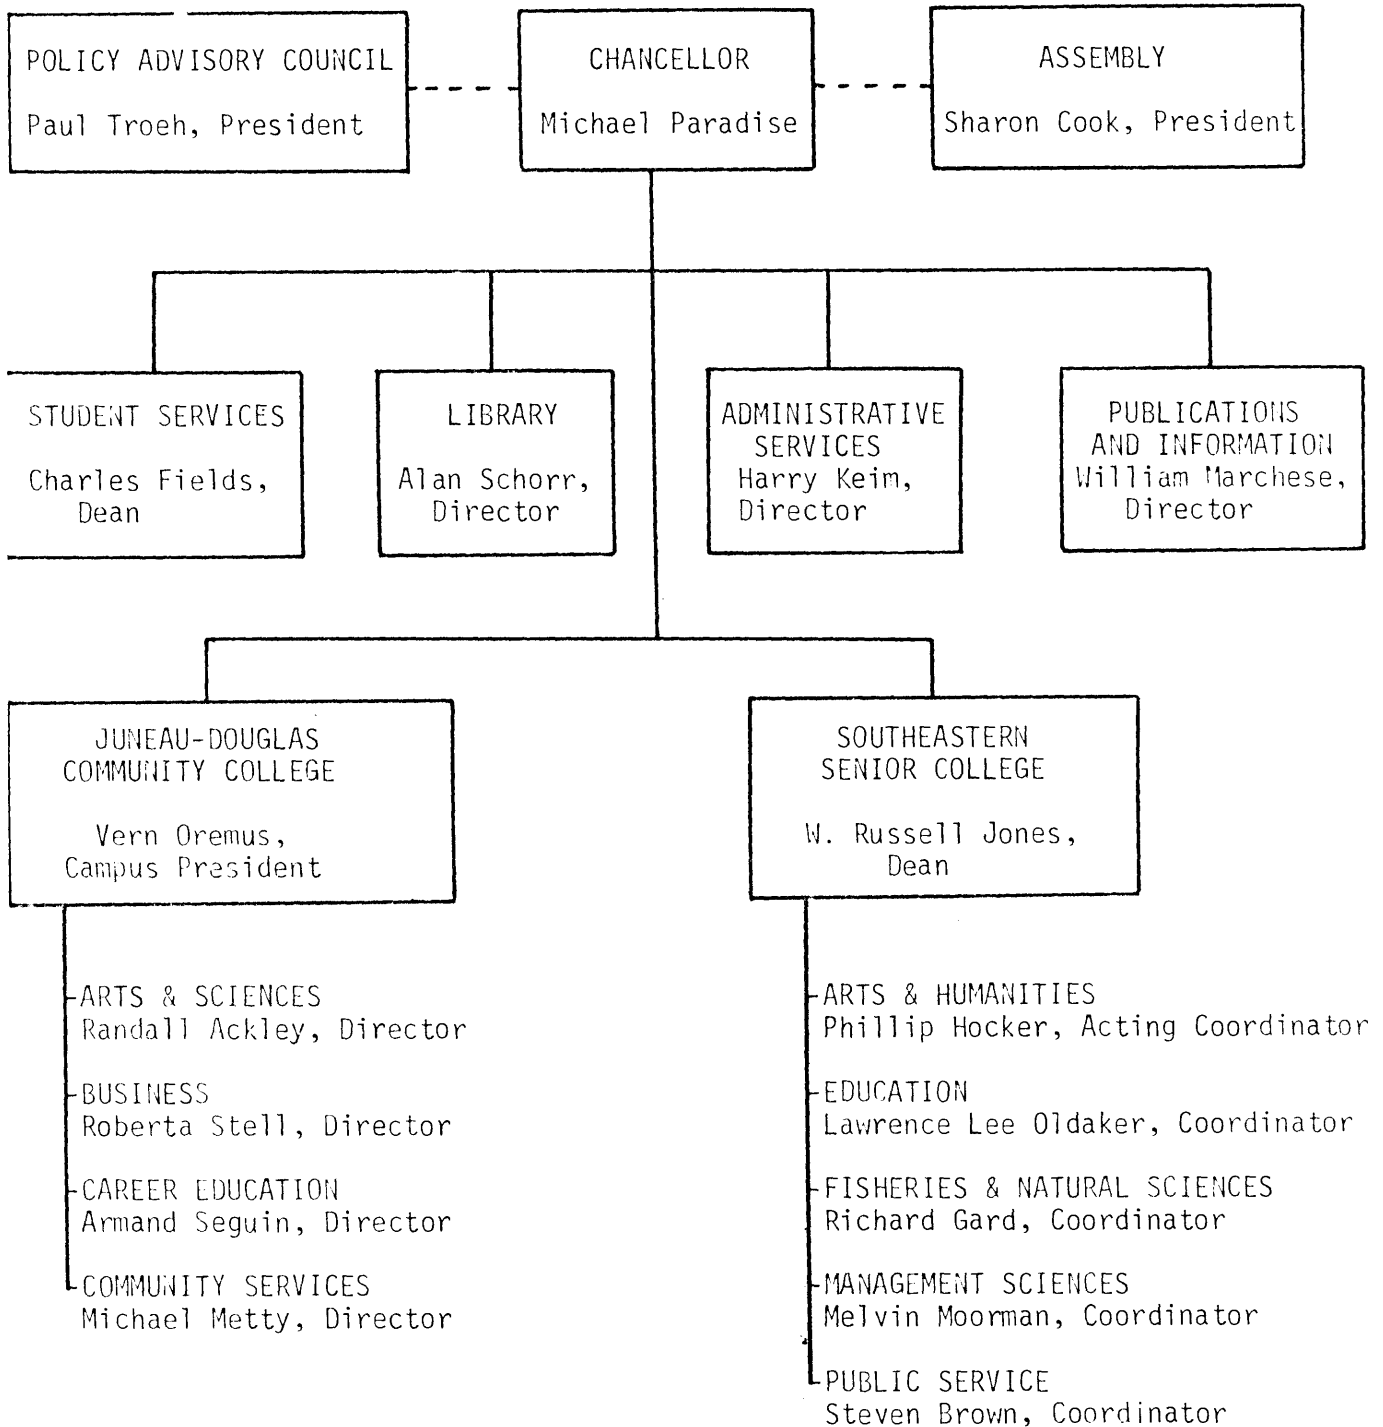 POLICY ADVISORY COUNCIL
Paul Troeh, President
CHANCELLOR
Michael Paradise
ASSEMBLY
Sharon Cook, President
STUDENT SERVICES
Charles Fields,
Dean
LIBRARY
Alan Schorr,
Director
ADMINISTRATIVE
SERVICES
Harry Keim,
Director
PUBLICATIONS
AND INFORMATION
William Marchese,
Director
JUNEAU-DOUGLAS
COMMUNITY COLLEGE
Vern Oremus,
Campus President
SOUTHEASTERN
SENIOR COLLEGE
W. Russell Jones,
Dean
ARTS & SCIENCES
Randall Ackley, Director
BUSINESS
Roberta Stell, Director
CAREER EDUCATION
Armand Seguin, Director
COMMUNITY SERVICES
Michael Metty, Director
ARTS & HUMANITIES
Phillip Hocker, Acting Coordinator
EDUCATION
Lawrence Lee Oldaker, Coordinator
FISHERIES & NATURAL SCIENCES
Richard Gard, Coordinator
MANAGEMENT SCIENCES
Melvin Moorman, Coordinator
PUBLIC SERVICE
Steven Brown, Coordinator